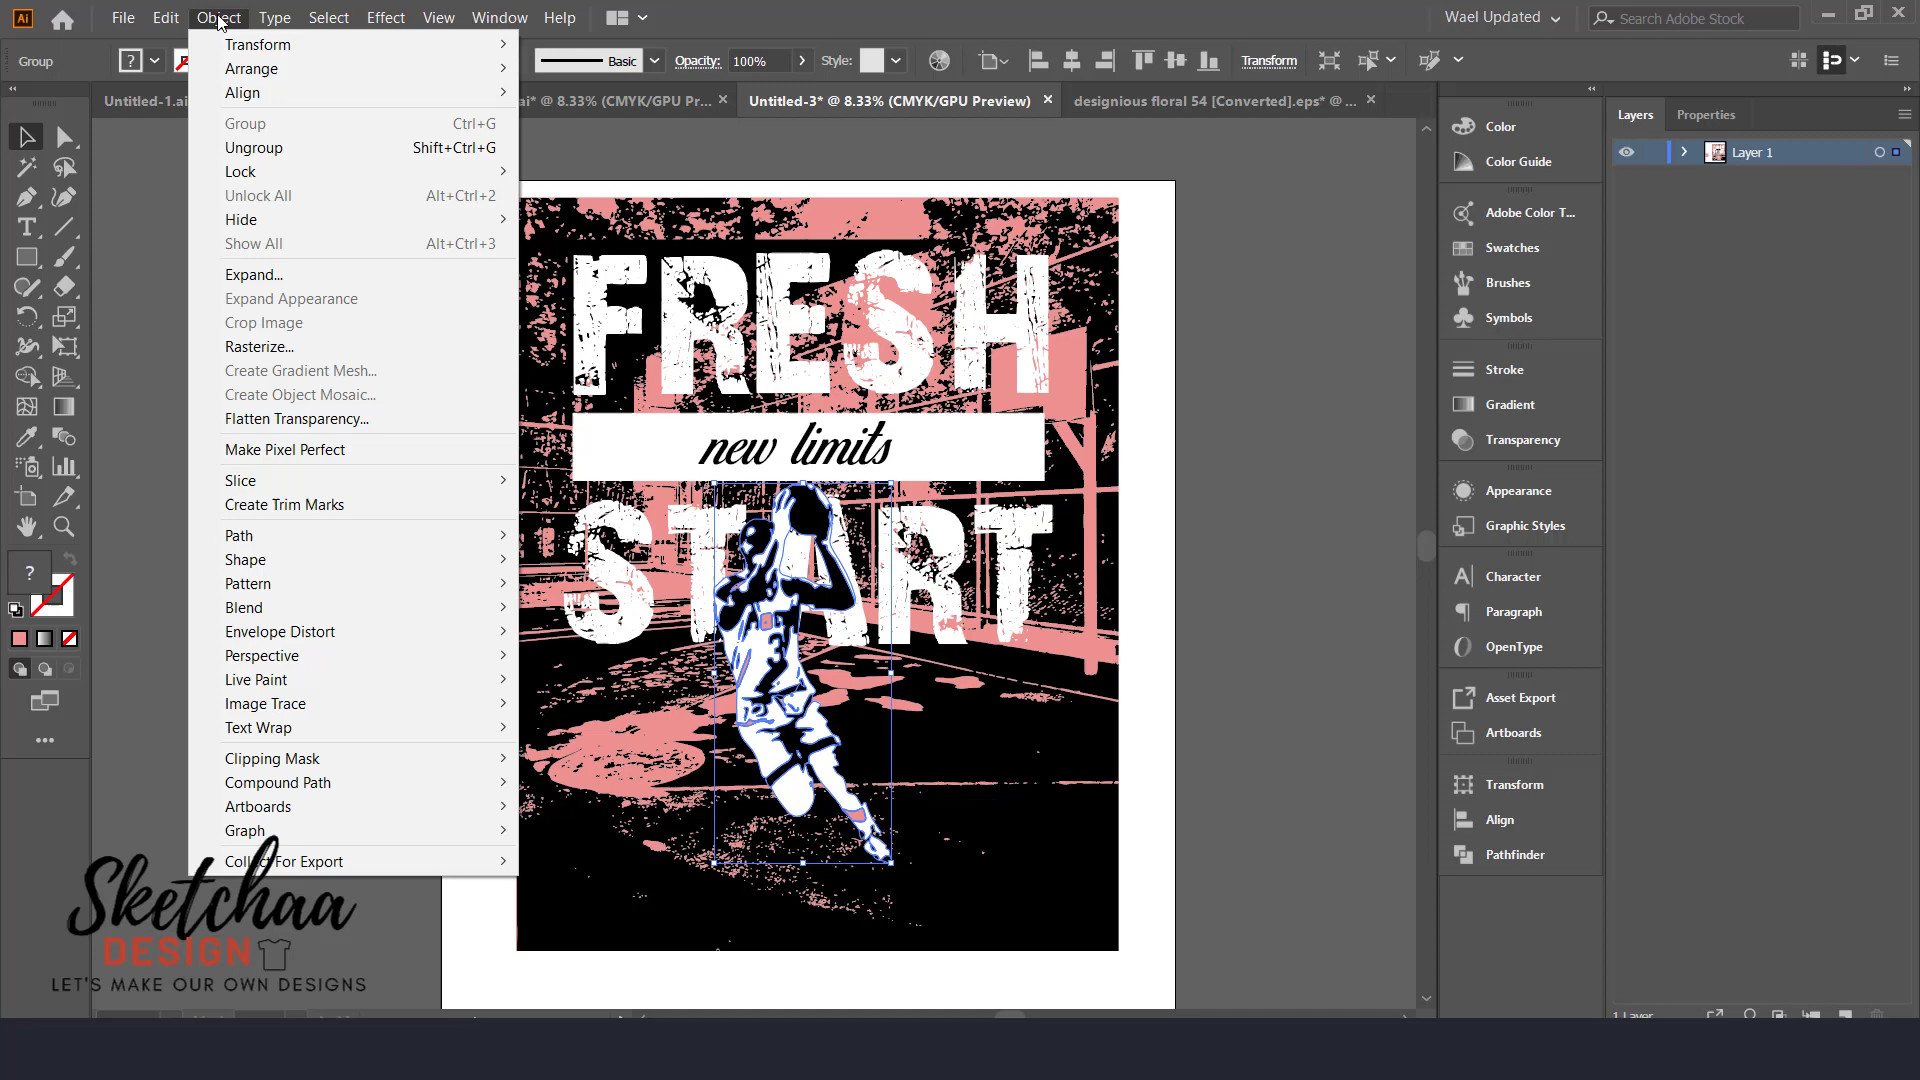 Ai File Edit Object Type Select Effect View Window Help Wael Updated Search Adobe Stock
Group ? Basic Opacity: 100% Style: Transform
Untitled-1.ai ai* @ 8.33% (CMYK/GPU Pr... Untitled-3* @ 8.33% (CMYK/GPU Preview) designious floral 54 [Converted].eps* @ ...
Transform
Arrange
Align
Group Ctrl+G
Ungroup Shift+Ctrl+G
Lock
Unlock All Alt+Ctrl+2
Hide
Show All Alt+Ctrl+3
Expand...
Expand Appearance
Crop Image
Rasterize...
Create Gradient Mesh...
Create Object Mosaic...
Flatten Transparency...
Make Pixel Perfect
Slice
Create Trim Marks
Path
Shape
Pattern
Blend
Envelope Distort
Perspective
Live Paint
Image Trace
Text Wrap
Clipping Mask
Compound Path
Artboards
Graph
Collect For Export
?
FRESH
new limits
START
3
Sketchaa
DESIGN
LET'S MAKE OUR OWN DESIGNS
Color
Color Guide
Adobe Color T...
Swatches
Brushes
Symbols
Stroke
Gradient
Transparency
Appearance
Graphic Styles
Character
Paragraph
OpenType
Asset Export
Artboards
Transform
Align
Pathfinder
Layers Properties
Layer 1
1 Layer